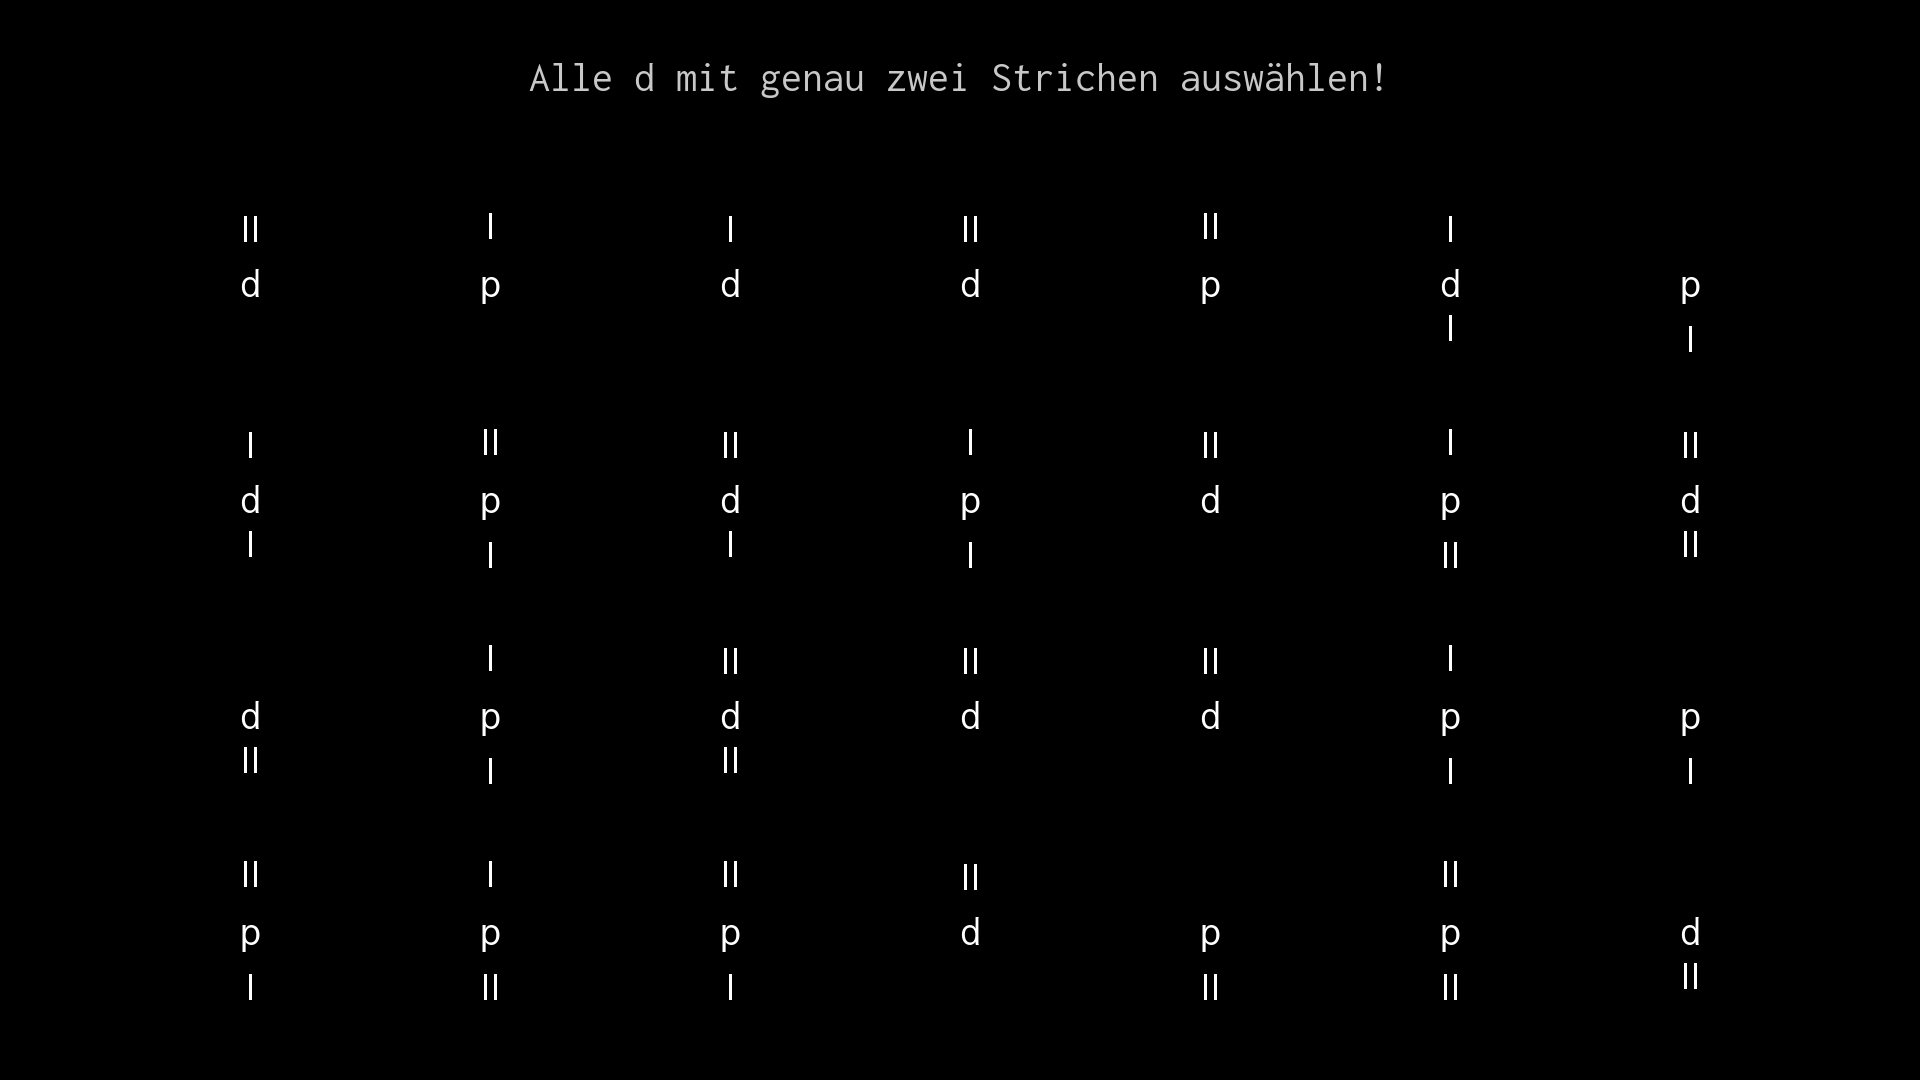 Alle d mit genau zwei Strichen auswählen!
|| | | || || |
d p d d p d p
| |
| || || | || | ||
d p d p d p d
| | | | || ||
| || || || |
d p d d d p p
|| | || | |
|| | || || ||
p p p d p p d
| || | || || ||